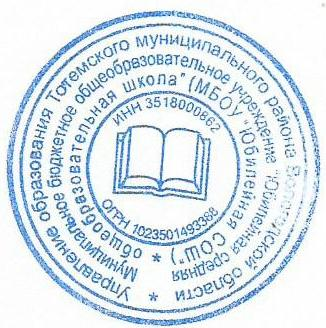 Управление образования Тотемского муниципального района Вологодской области *
Муниципальное бюджетное общеобразовательное учреждение "Юбилейная средняя
общеобразовательная школа" (МБОУ "Юбилейная СОШ") *
ИНН 3518000862
ОГРН 1023501493388